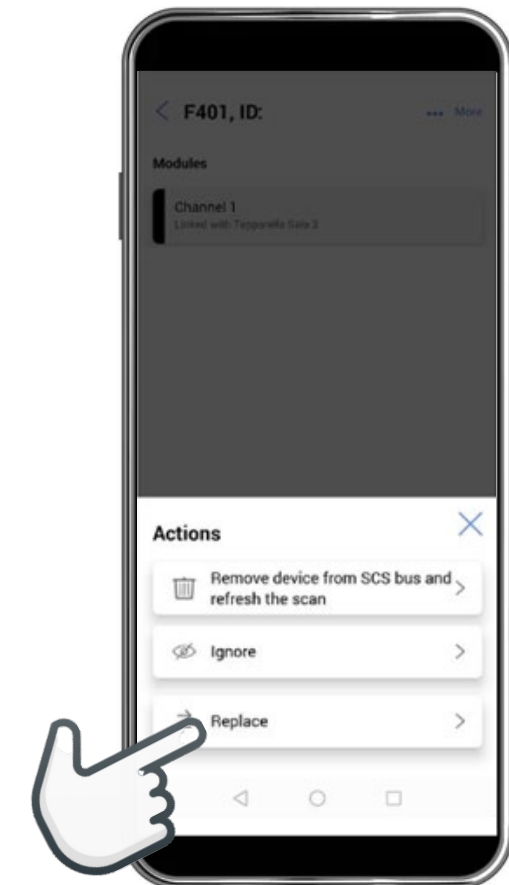 F401, ID:
More
Modules
Channel 1
Linked with Tapparella Sala 3
Actions
Remove device from SCS bus and
refresh the scan
Ignore
Replace